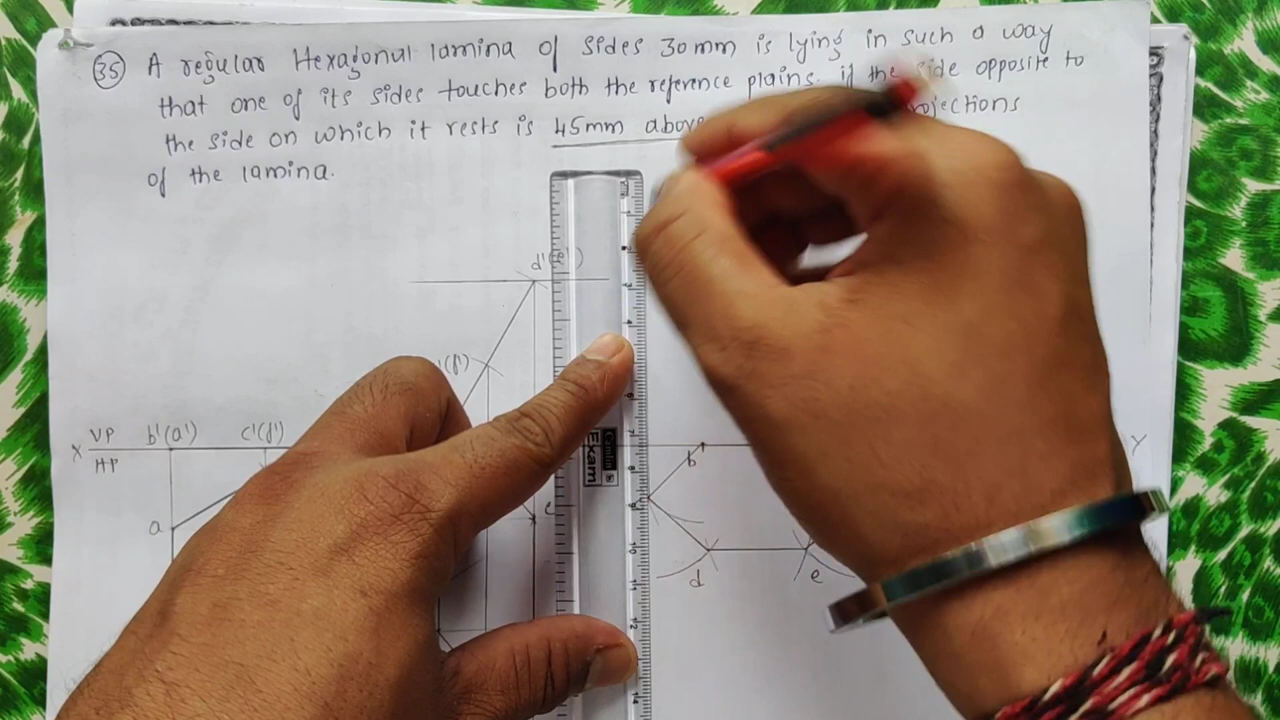 35 A regular Hexagonal lamina of sides 30mm is lying in such a way
that one of its sides touches both the reference plains. if the side opposite to
the side on which it rests is 45mm above projections
of the lamina.
d'
(f')
X VP b'(a') c'(f') Y
HP
b
a
Camlin
Exam
d e